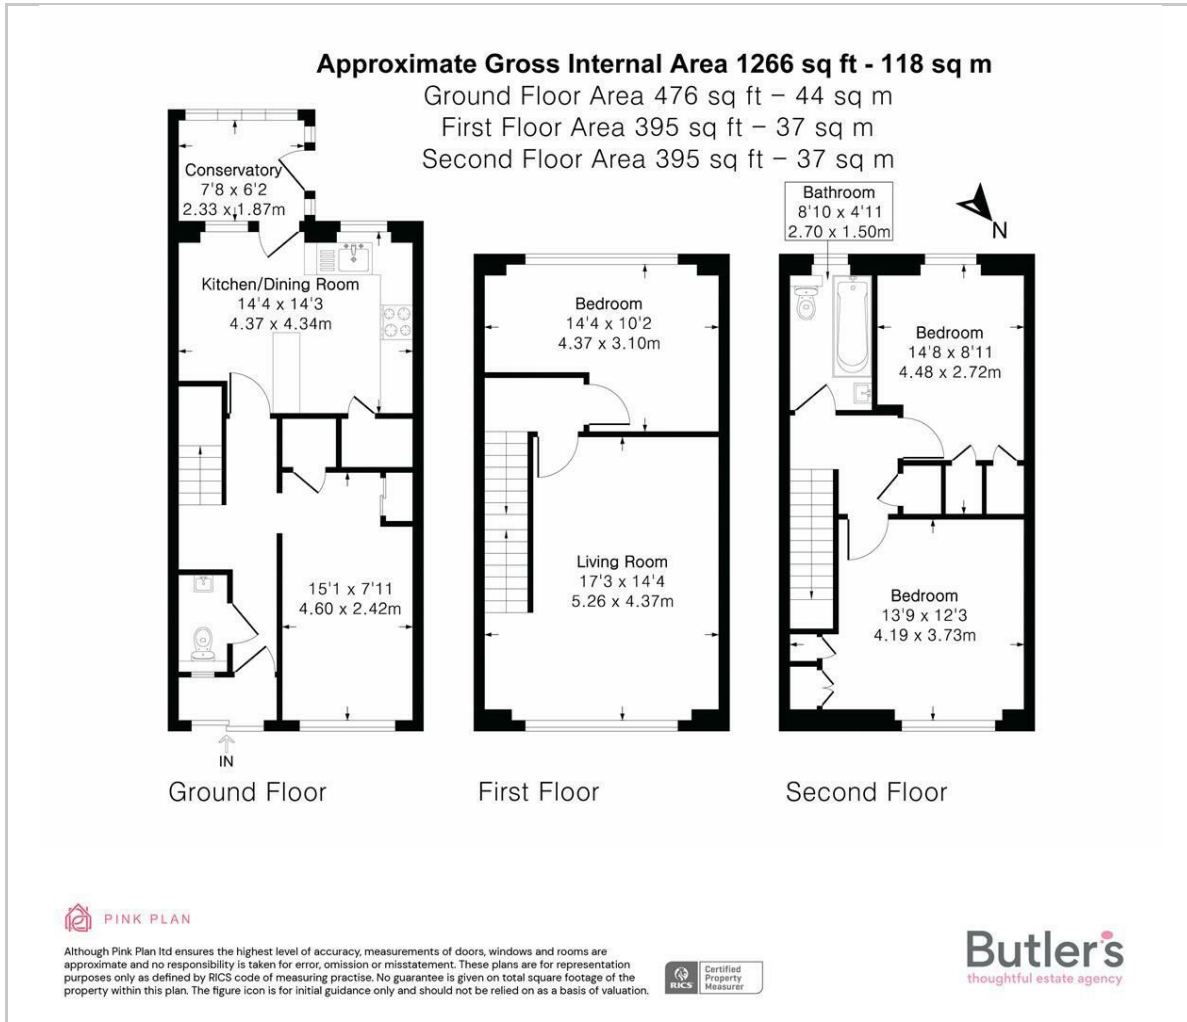 Approximate Gross Internal Area 1266 sq ft - 118 sq m
Ground Floor Area 476 sq ft – 44 sq m
First Floor Area 395 sq ft – 37 sq m
Second Floor Area 395 sq ft – 37 sq m
Conservatory
7'8 x 6'2
2.33 x 1.87m
Kitchen/Dining Room
14'4 x 14'3
4.37 x 4.34m
15'1 x 7'11
4.60 x 2.42m
IN
Ground Floor
Bedroom
14'4 x 10'2
4.37 x 3.10m
Living Room
17'3 x 14'4
5.26 x 4.37m
First Floor
Bathroom
8'10 x 4'11
2.70 x 1.50m
N
Bedroom
14'8 x 8'11
4.48 x 2.72m
Bedroom
13'9 x 12'3
4.19 x 3.73m
Second Floor
PINK PLAN
Although Pink Plan ltd ensures the highest level of accuracy, measurements of doors, windows and rooms are
approximate and no responsibility is taken for error, omission or misstatement. These plans are for representation
purposes only as defined by RICS code of measuring practise. No guarantee is given on total square footage of the
property within this plan. The figure icon is for initial guidance only and should not be relied on as a basis of valuation.
RICS
Certified
Property
Measurer
Butler's
thoughtful estate agency